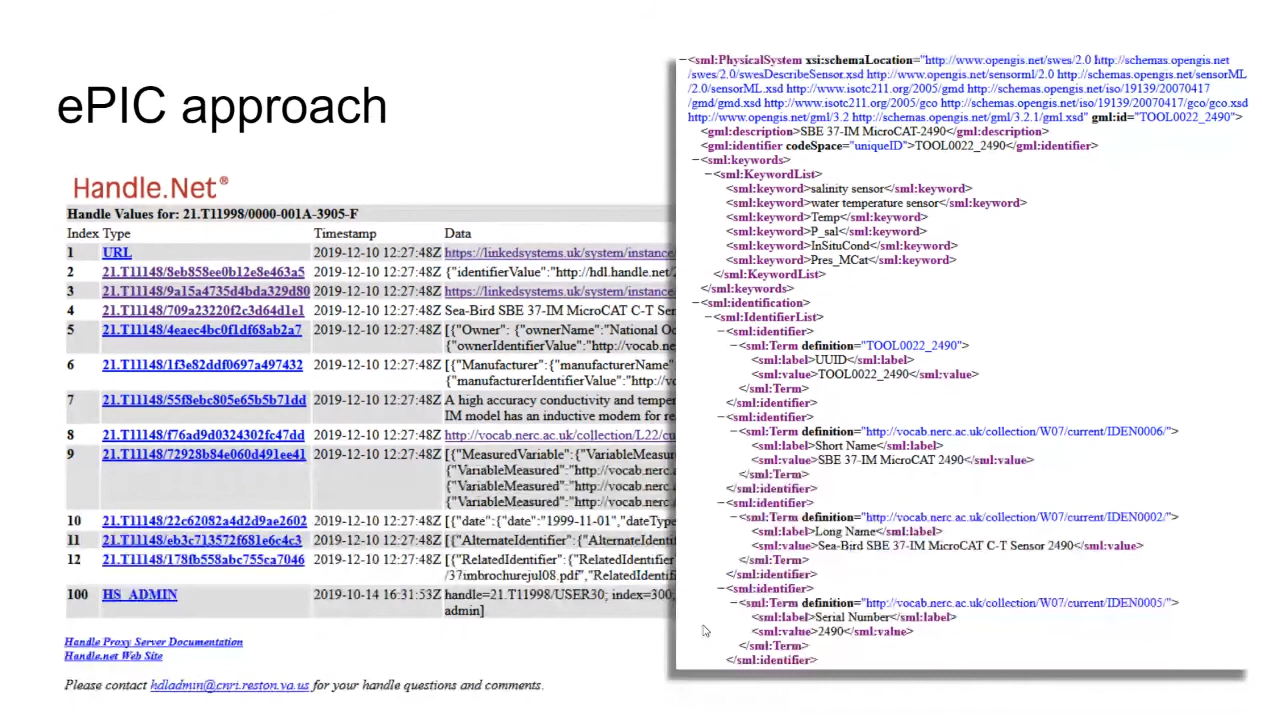 ePIC approach
Handle.Net®
Handle Values for: 21.T11998/0000-001A-3905-F
Index Type Timestamp Data
1 URL 2019-12-10 12:27:48Z https://linkedsystems.uk/system/instance
2 21.T11148/8eb858ee0b12e8e463a5 2019-12-10 12:27:48Z {"identifierValue":"http://hdl.handle.net/
3 21.T11148/9a15a4735d4bda329d80 2019-12-10 12:27:48Z https://linkedsystems.uk/system/instance
4 21.T11148/709a23220f2c3d64d1e1 2019-12-10 12:27:48Z Sea-Bird SBE 37-IM MicroCAT C-T Sen
5 21.T11148/4eaec4bc0f1df68ab2a7 2019-12-10 12:27:48Z [{"Owner": {"ownerName":"National Oc
{"ownerIdentifierValue":"http://vocab.ne
6 21.T11148/1f3e82ddf0697a497432 2019-12-10 12:27:48Z [{"Manufacturer":{"manufacturerName"
{"manufacturerIdentifierValue":"http://vo
7 21.T11148/55f8ebc805e65b5b71dd 2019-12-10 12:27:48Z A high accuracy conductivity and temper
IM model has an inductive modem for re
8 21.T11148/f76ad9d0324302fc47dd 2019-12-10 12:27:48Z http://vocab.nerc.ac.uk/collection/L22/cu
9 21.T11148/72928b84e060d491ee41 2019-12-10 12:27:48Z [{"MeasuredVariable":{"VariableMeasur
{"VariableMeasured":"http://vocab.nerc.a
{"VariableMeasured":"http://vocab.nerc.a
{"VariableMeasured":"http://vocab.nerc.a
10 21.T11148/22c62082a4d2d9ae2602 2019-12-10 12:27:48Z [{"date":{"date":"1999-11-01","dateType
11 21.T11148/eb3c713572f681e6c4c3 2019-12-10 12:27:48Z [{"AlternateIdentifier":{"AlternateIdentif
12 21.T11148/178fb558abc755ca7046 2019-12-10 12:27:48Z [{"RelatedIdentifier":{"RelatedIdentifier
/37imbrochurejul08.pdf","RelatedIdentif
100 HS_ADMIN 2019-10-14 16:31:53Z handle=21.T11998/USER30; index=300;
admin]
Handle Proxy Server Documentation
Handle.net Web Site
Please contact hdladmin@cnri.reston.va.us for your handle questions and comments.
−<sml:PhysicalSystem xsi:schemaLocation="http://www.opengis.net/swes/2.0 http://schemas.opengis.net
/swes/2.0/swesDescribeSensor.xsd http://www.opengis.net/sensorml/2.0 http://schemas.opengis.net/sensorML
/2.0/sensorML.xsd http://www.isotc211.org/2005/gmd http://schemas.opengis.net/iso/19139/20070417
/gmd/gmd.xsd http://www.isotc211.org/2005/gco http://schemas.opengis.net/iso/19139/20070417/gco/gco.xsd
http://www.opengis.net/gml/3.2 http://schemas.opengis.net/gml/3.2.1/gml.xsd" gml:id="TOOL0022_2490">
<gml:description>SBE 37-IM MicroCAT-2490</gml:description>
<gml:identifier codeSpace="uniqueID">TOOL0022_2490</gml:identifier>
−<sml:keywords>
−<sml:KeywordList>
<sml:keyword>salinity sensor</sml:keyword>
<sml:keyword>water temperature sensor</sml:keyword>
<sml:keyword>Temp</sml:keyword>
<sml:keyword>P_sal</sml:keyword>
<sml:keyword>InSituCond</sml:keyword>
<sml:keyword>Pres_MCat</sml:keyword>
</sml:KeywordList>
</sml:keywords>
−<sml:identification>
−<sml:IdentifierList>
−<sml:identifier>
−<sml:Term definition="TOOL0022_2490">
<sml:label>UUID</sml:label>
<sml:value>TOOL0022_2490</sml:value>
</sml:Term>
</sml:identifier>
−<sml:identifier>
−<sml:Term definition="http://vocab.nerc.ac.uk/collection/W07/current/IDEN0006/">
<sml:label>Short Name</sml:label>
<sml:value>SBE 37-IM MicroCAT 2490</sml:value>
</sml:Term>
</sml:identifier>
−<sml:identifier>
−<sml:Term definition="http://vocab.nerc.ac.uk/collection/W07/current/IDEN0002/">
<sml:label>Long Name</sml:label>
<sml:value>Sea-Bird SBE 37-IM MicroCAT C-T Sensor 2490</sml:value>
</sml:Term>
</sml:identifier>
−<sml:identifier>
−<sml:Term definition="http://vocab.nerc.ac.uk/collection/W07/current/IDEN0005/">
<sml:label>Serial Number</sml:label>
<sml:value>2490</sml:value>
</sml:Term>
</sml:identifier>